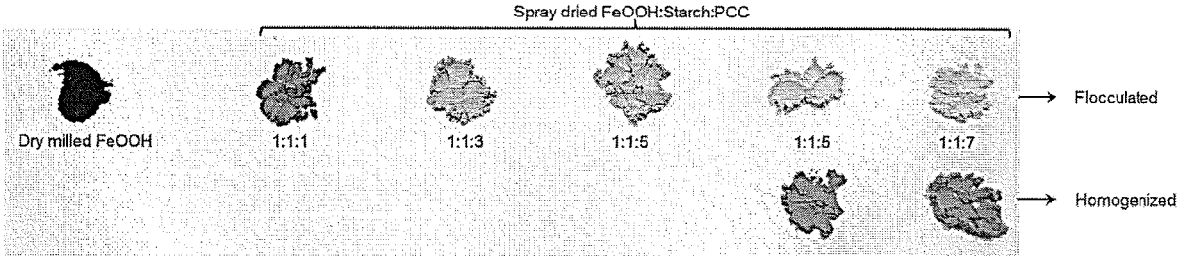 Spray dried FeOOH:Starch:PCC
Flocculated
Dry milled FeOOH 1:1:1 1:1:3 1:1:5 1:1:5 1:1:7
Homogenized